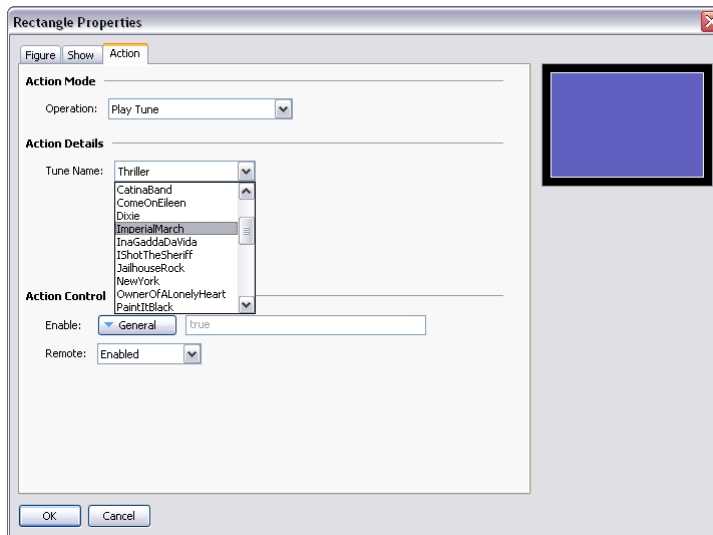 Rectangle Properties
Figure Show Action
Action Mode
Operation: Play Tune
Action Details
Tune Name: Thriller
CatinaBand
ComeOnEileen
Dixie
ImperialMarch
InaGaddaDaVida
IShotTheSheriff
JailhouseRock
NewYork
OwnerOfALonelyHeart
PaintItBlack
Action Control
Enable: General true
Remote: Enabled
OK Cancel